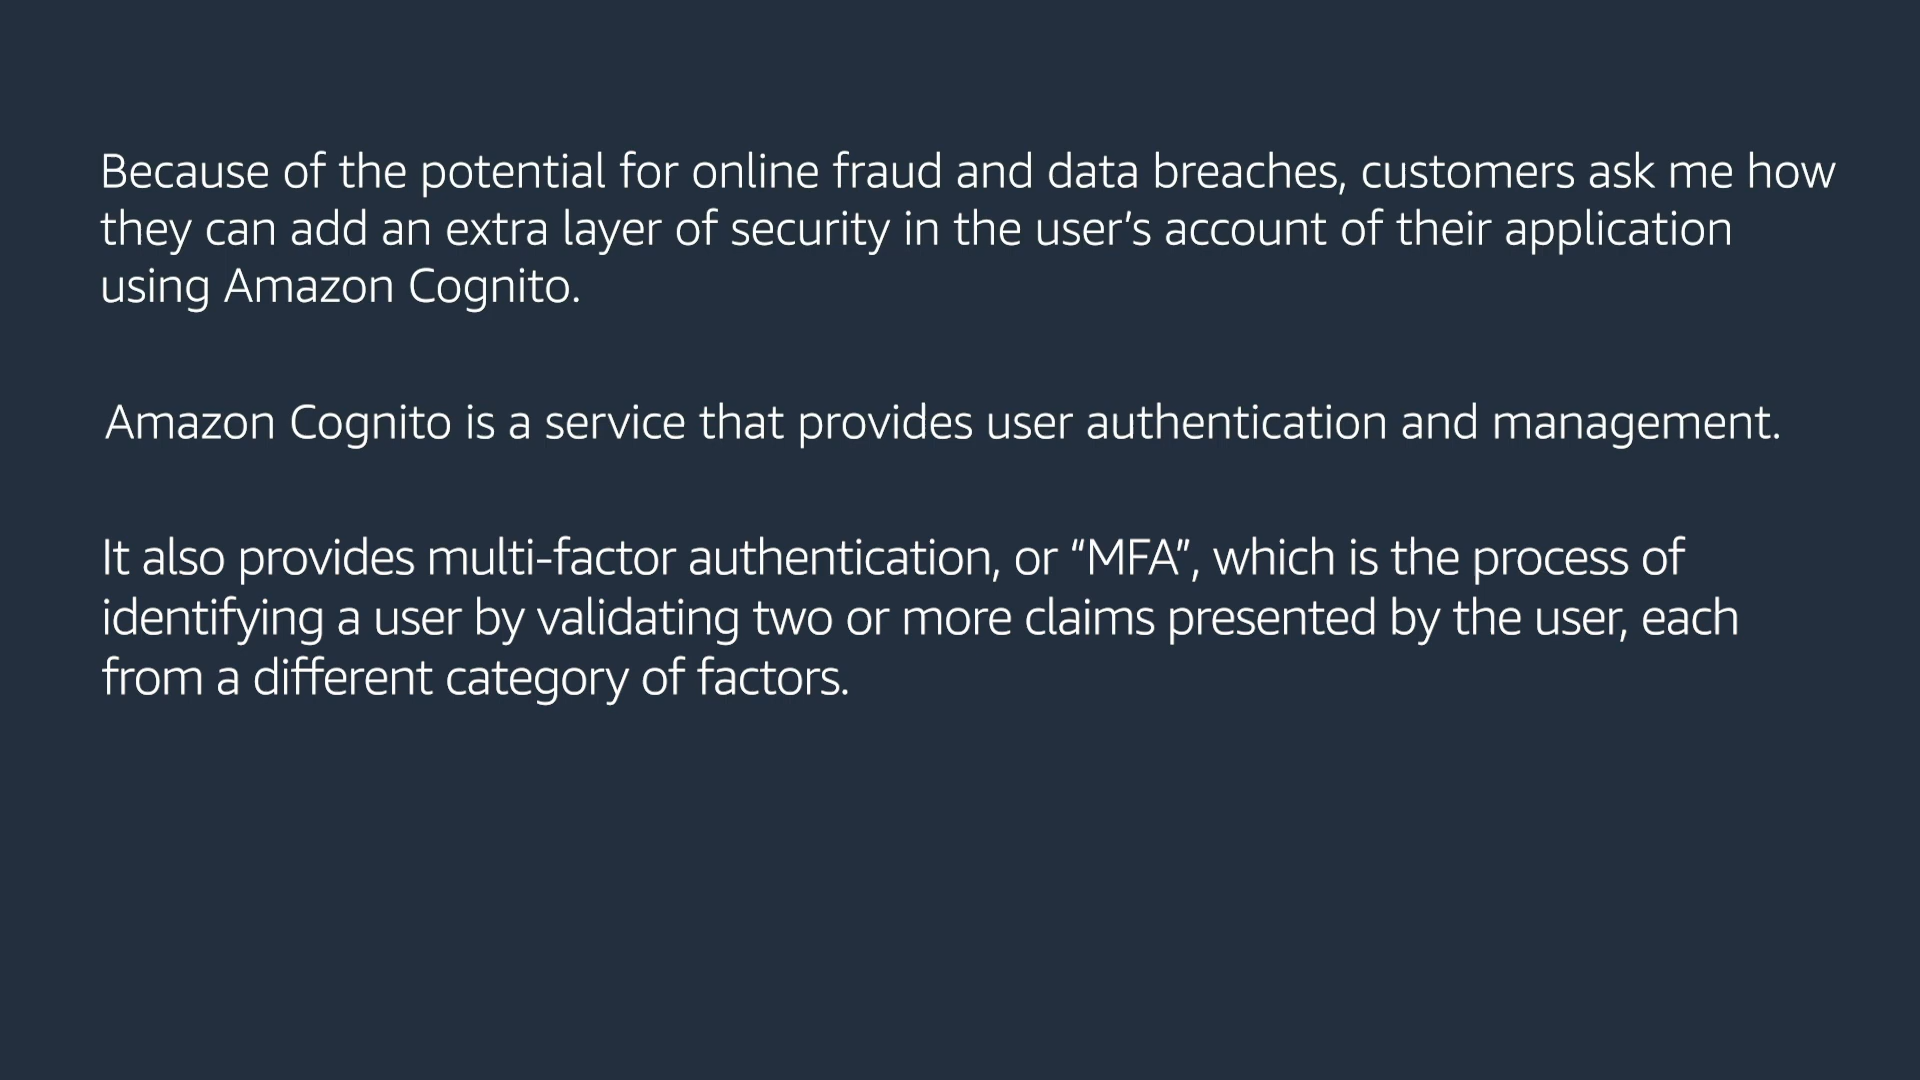 Because of the potential for online fraud and data breaches, customers ask me how
they can add an extra layer of security in the user’s account of their application
using Amazon Cognito.
Amazon Cognito is a service that provides user authentication and management.
It also provides multi-factor authentication, or “MFA”, which is the process of
identifying a user by validating two or more claims presented by the user, each
from a different category of factors.